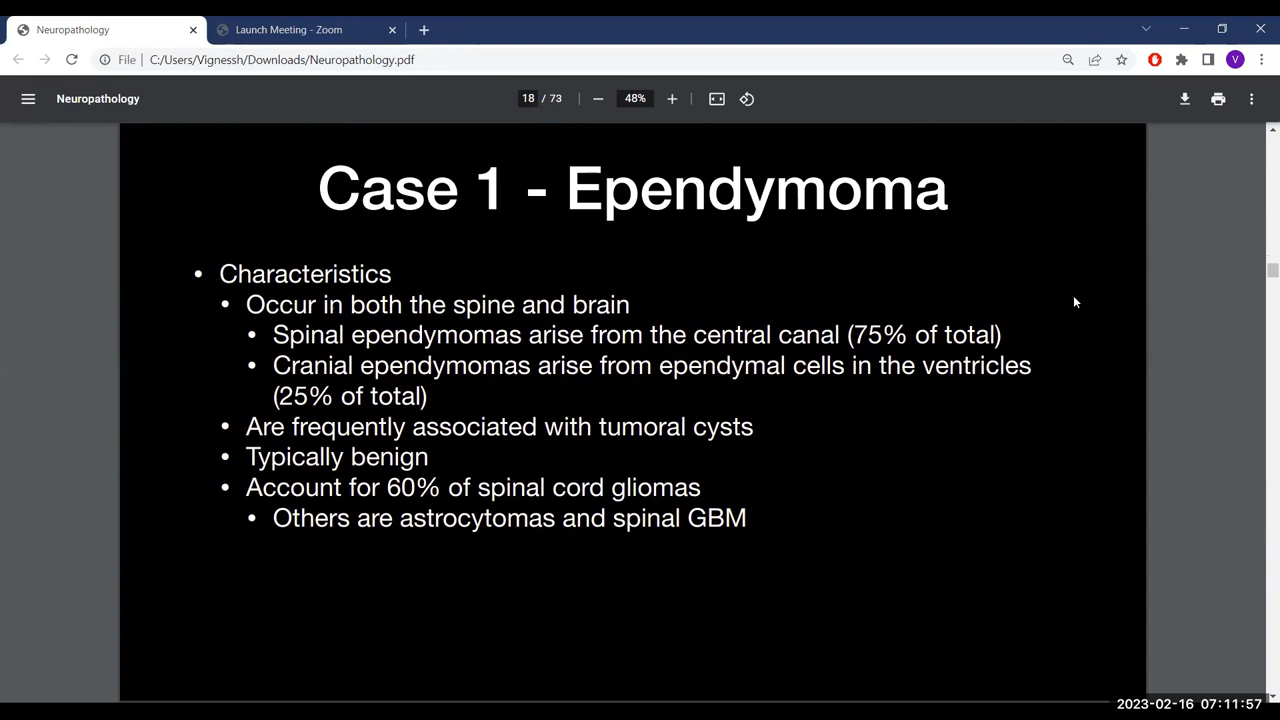 Neuropathology
Launch Meeting - Zoom
File C:/Users/Vignessh/Downloads/Neuropathology.pdf
V
Neuropathology
18 / 73
48%
Case 1 - Ependymoma
• Characteristics
• Occur in both the spine and brain
• Spinal ependymomas arise from the central canal (75% of total)
• Cranial ependymomas arise from ependymal cells in the ventricles
(25% of total)
• Are frequently associated with tumoral cysts
• Typically benign
• Account for 60% of spinal cord gliomas
• Others are astrocytomas and spinal GBM
2023-02-16 07:11:57